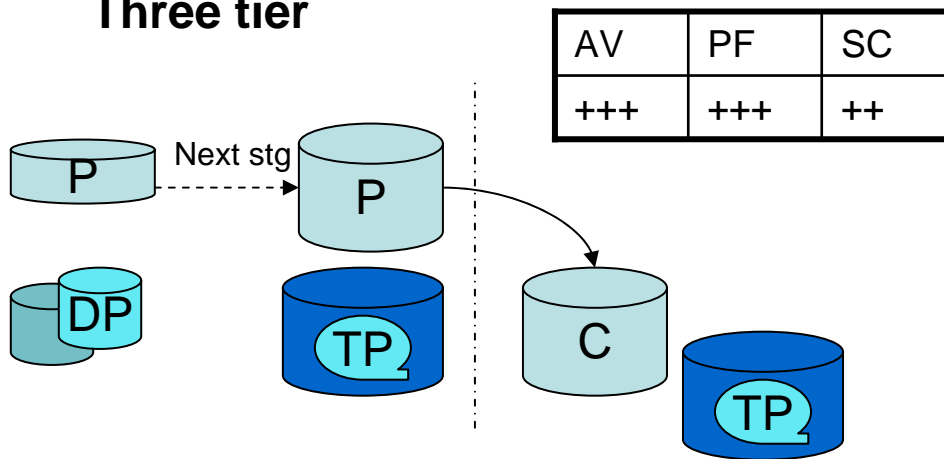 Three tier
AV PF SC
+++ +++ ++
P Next stg P
DP TP C
TP